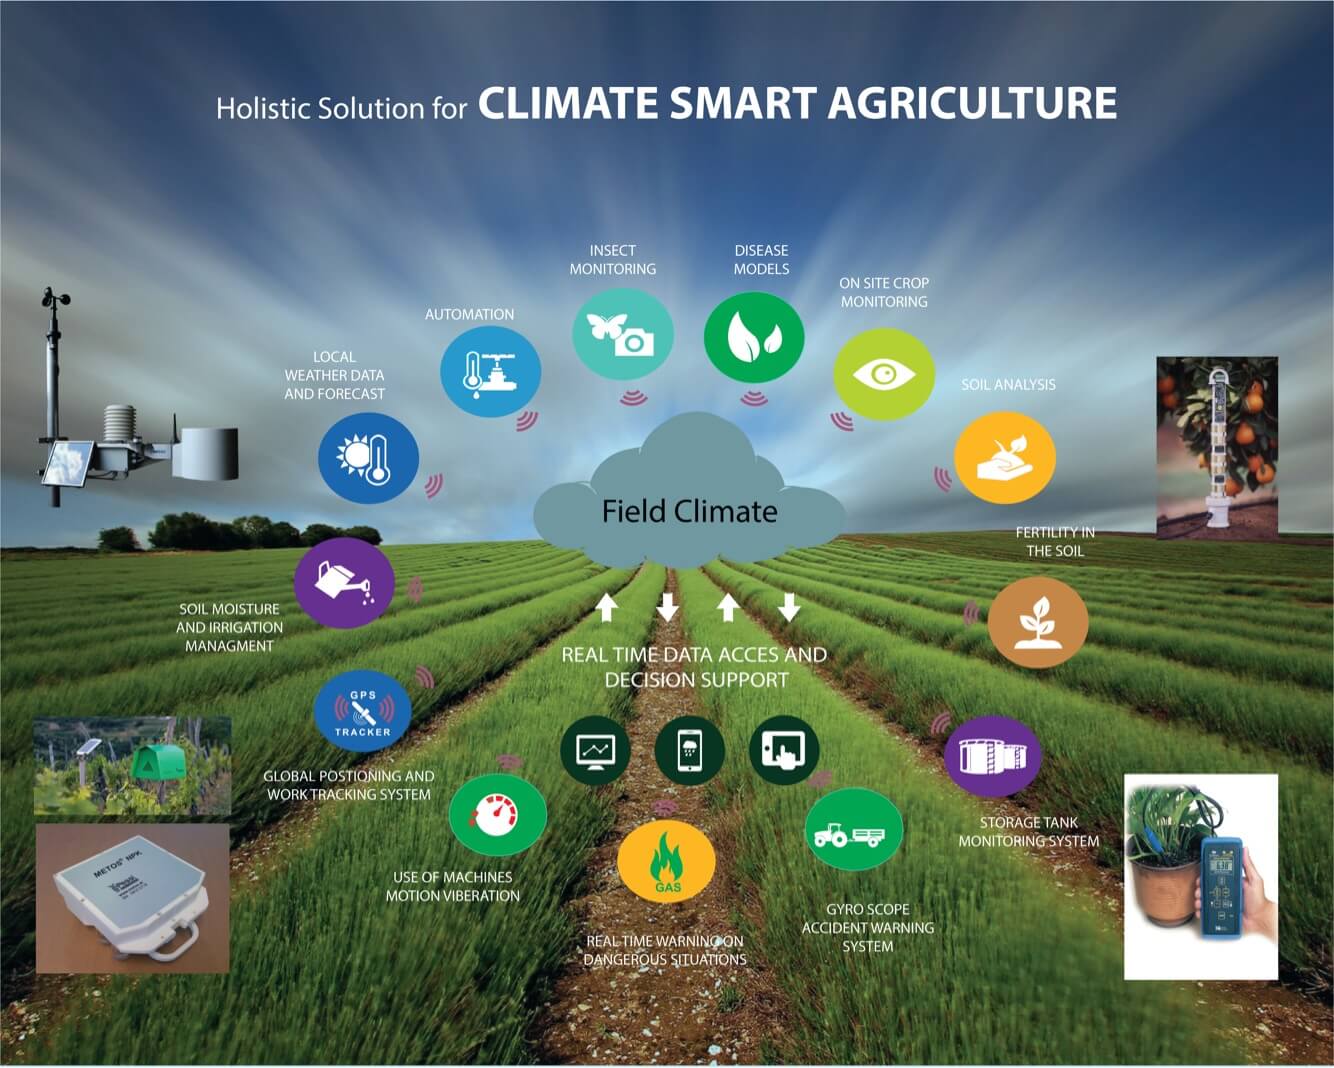 Holistic Solution for CLIMATE SMART AGRICULTURE
INSECT
MONITORING
DISEASE
MODELS
ON SITE CROP
MONITORING
AUTOMATION
LOCAL
WEATHER DATA
AND FORECAST
SOIL ANALYSIS
Field Climate
FERTILITY IN
THE SOIL
SOIL MOISTURE
AND IRRIGATION
MANAGMENT
REAL TIME DATA ACCES AND
DECISION SUPPORT
GPS
TRACKER
GLOBAL POSTIONING AND
WORK TRACKING SYSTEM
STORAGE TANK
MONITORING SYSTEM
USE OF MACHINES
MOTION VIBERATION
GAS
GYRO SCOPE
ACCIDENT WARNING
SYSTEM
REAL TIME WARNING ON
DANGEROUS SITUATIONS
METOS® NPK